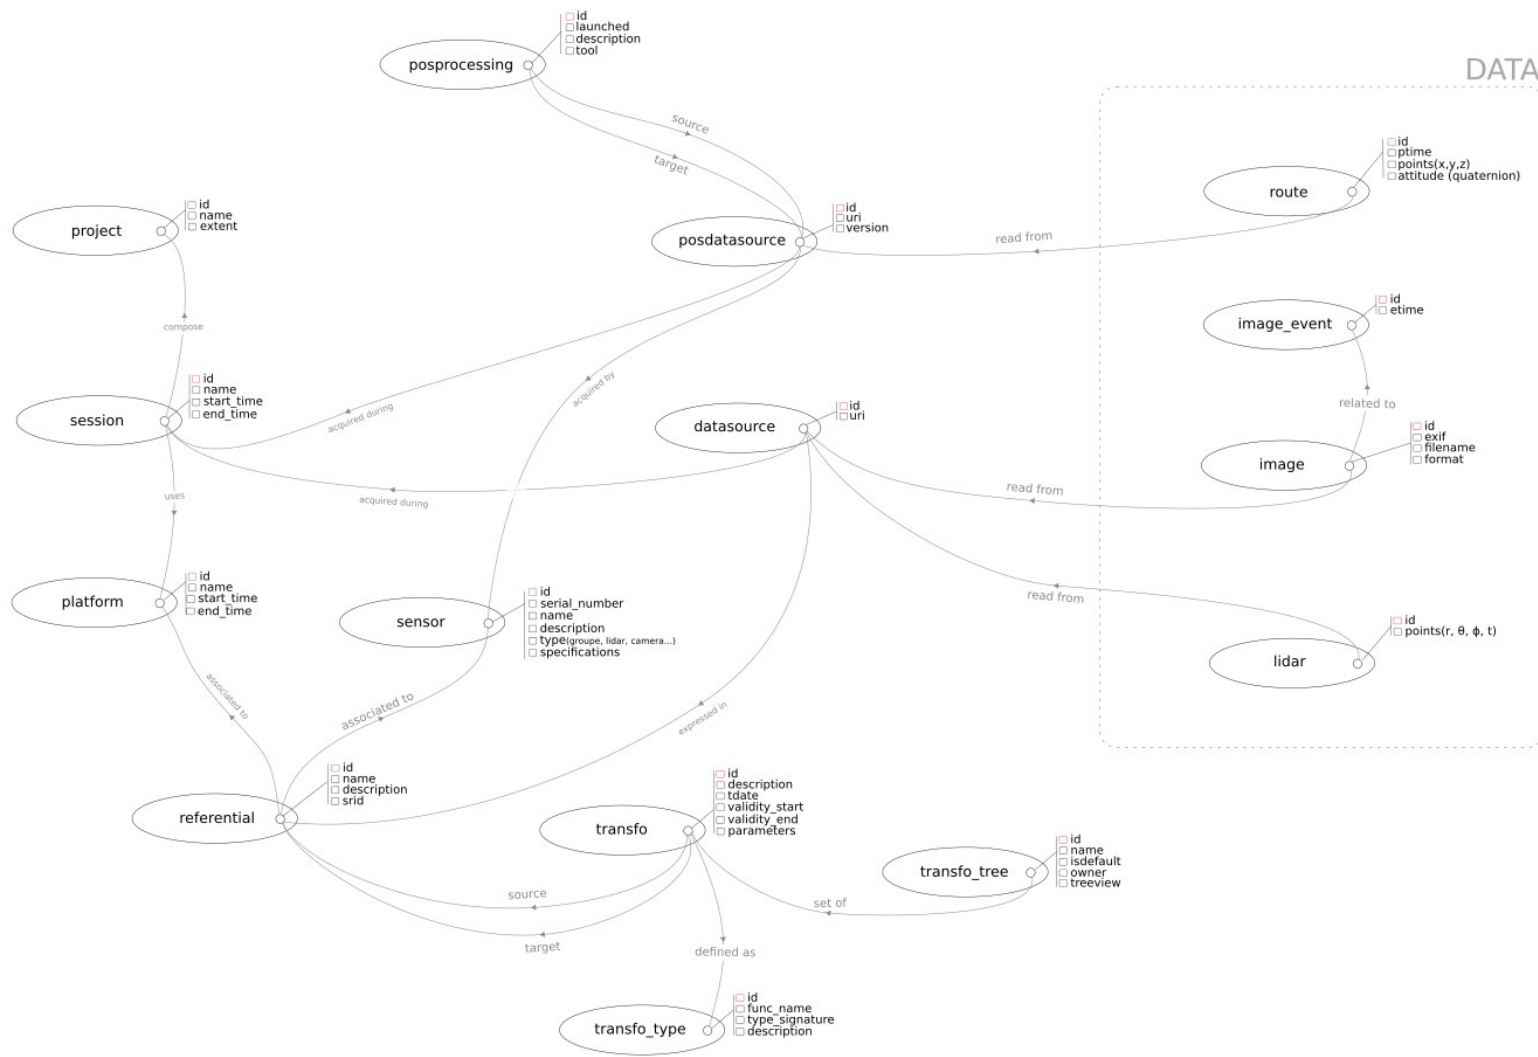 id
launched
description
tool
posprocessing
DATA
source
target
id
ptime
points(x,y,z)
attitude (quaternion)
route
id
name
extent
project
id
uri
version
posdatasource
read from
id
etime
image_event
compose
id
name
start_time
end_time
session
acquired during
acquired by
id
uri
datasource
related to
id
exif
filename
format
image
read from
acquired during
uses
id
name
start_time
end_time
platform
id
serial_number
name
description
type(groupe, lidar, camera...)
specifications
sensor
read from
id
points(r, θ, ϕ, t)
lidar
associated to
associated to
expressed in
id
name
description
srid
referential
id
description
tdate
validity_start
validity_end
parameters
transfo
id
name
isdefault
owner
treeview
transfo_tree
source
set of
target
defined as
id
func_name
type_signature
description
transfo_type